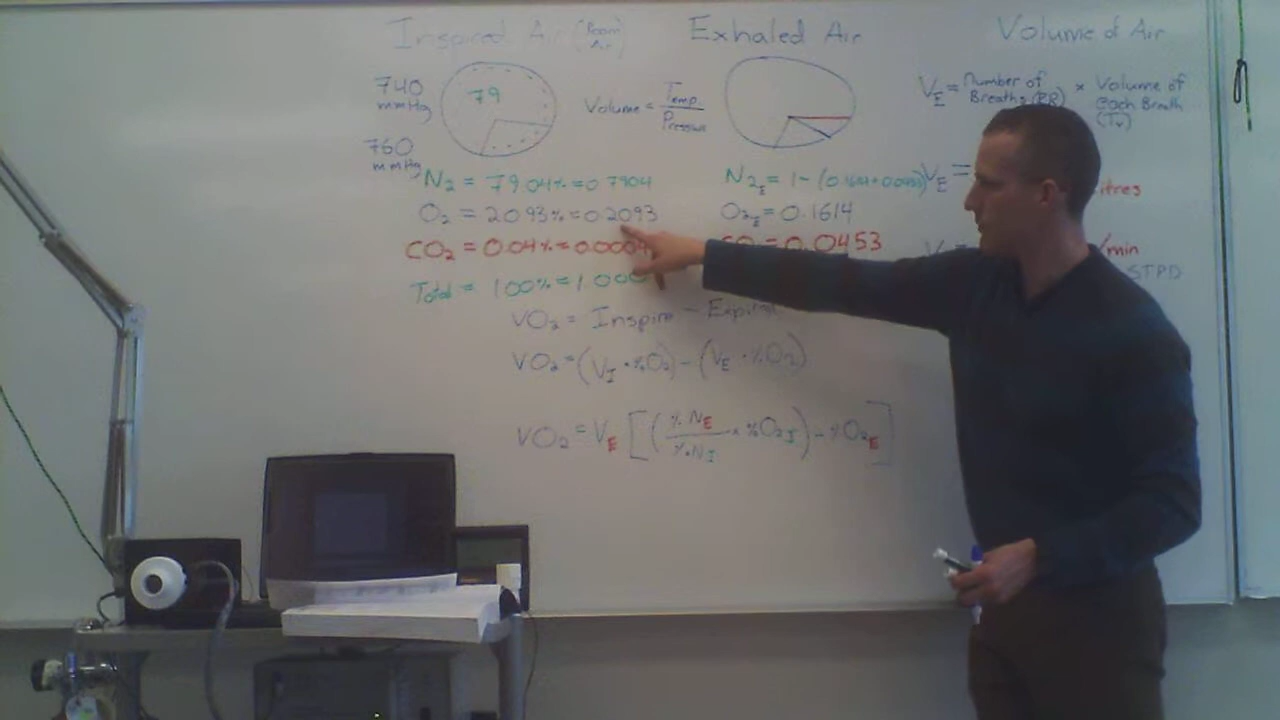 Inspired Air (Room Air)
740 mmHg
79
760 mmHg
Volume = Temp / Pressure
N2 = 79.04% = 0.7904
O2 = 20.93% = 0.2093
CO2 = 0.04% = 0.0004
Total = 100% = 1.000
Exhaled Air
N2E = 1-(0.1614+0.0453)
O2E = 0.1614
= 0.0453
VO2 = Inspire - 
VO2 = (VI · %O2) - (VE · %O2)
VO2 = VE [(%NE / %NI × %O2I) - %O2E]
Volume of Air
VE = Number of Breaths (RR) × Volume of each Breath (Tv)
VE =
itres
/min
STPD